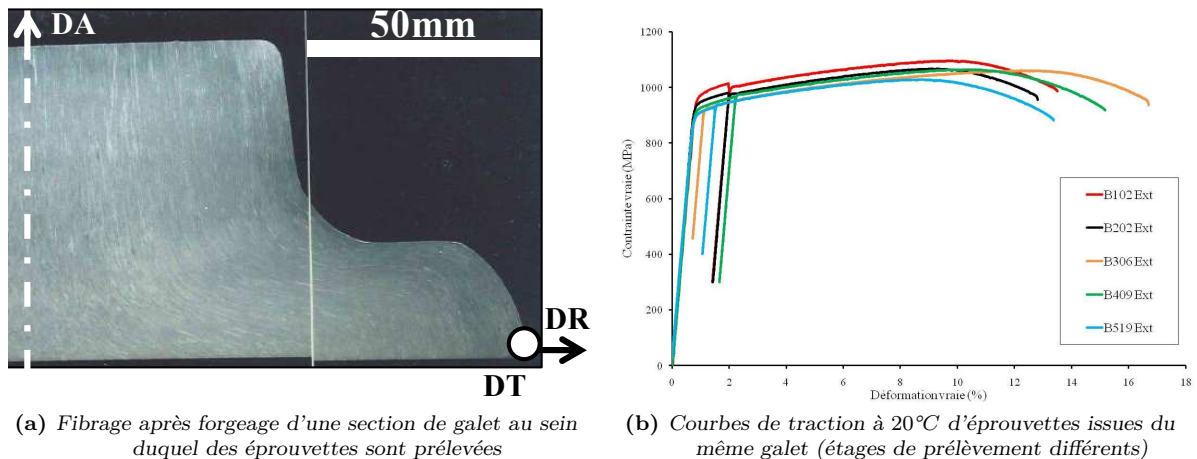 DA
50mm
DR
DT
(a) Fibrage après forgeage d'une section de galet au sein
duquel des éprouvettes sont prélevées
1200
1000
800
600
400
200
0
Contrainte vraie (MPa)
0 2 4 6 8 10 12 14 16 18
Déformation vraie (%)
B102 Ext
B202 Ext
B306 Ext
B409 Ext
B519 Ext
(b) Courbes de traction à 20°C d'éprouvettes issues du
même galet (étages de prélèvement différents)